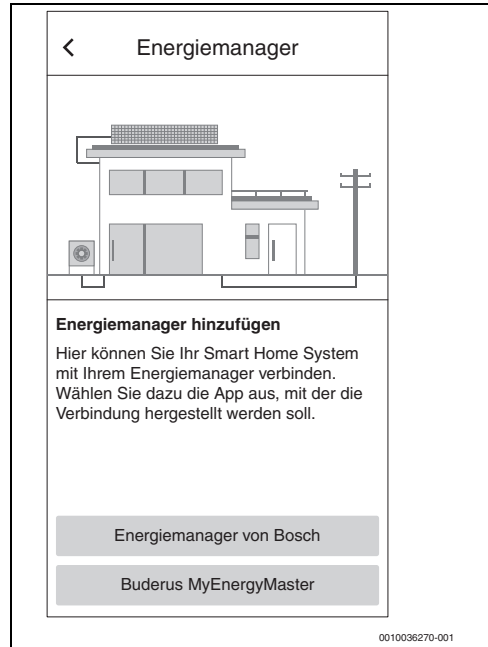 Energiemanager
Energiemanager hinzufügen
Hier können Sie Ihr Smart Home System
mit Ihrem Energiemanager verbinden.
Wählen Sie dazu die App aus, mit der die
Verbindung hergestellt werden soll.
Energiemanager von Bosch
Buderus MyEnergyMaster
0010036270-001